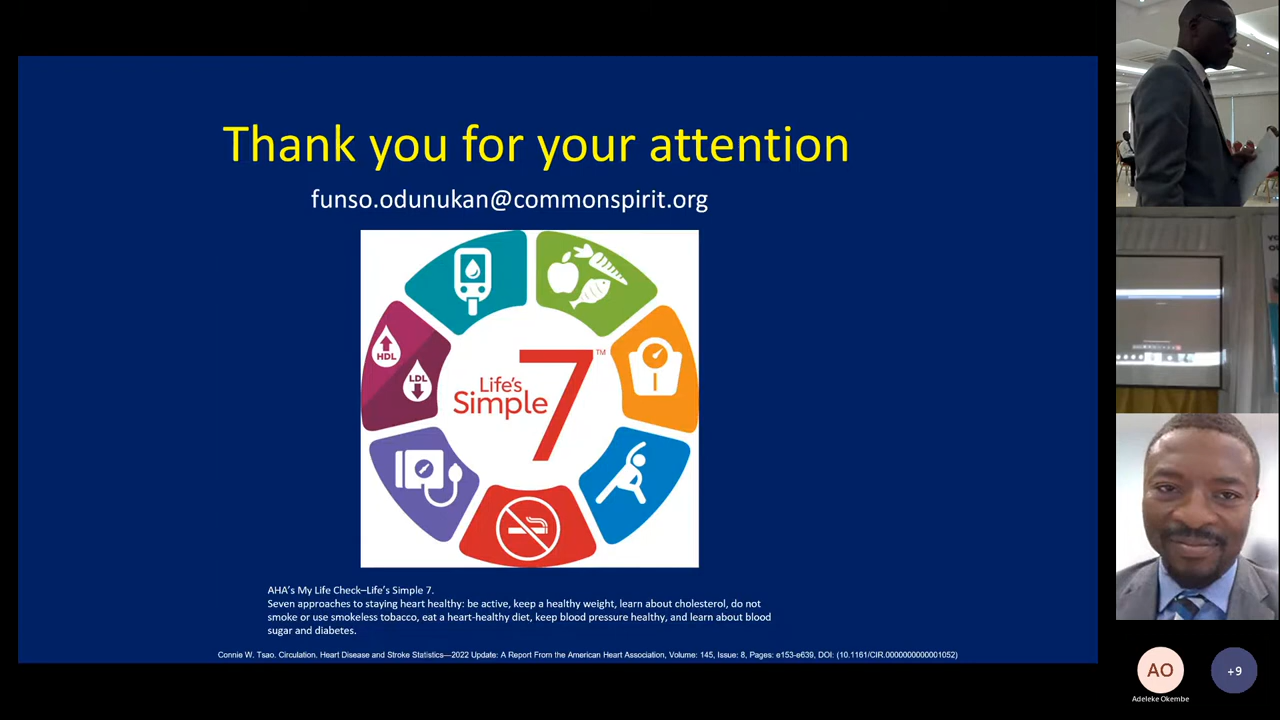 Thank you for your attention
funso.odunukan@commonspirit.org
HDL
LDL
Life's
Simple
7
TM
AHA's My Life Check–Life's Simple 7.
Seven approaches to staying heart healthy: be active, keep a healthy weight, learn about cholesterol, do not
smoke or use smokeless tobacco, eat a heart-healthy diet, keep blood pressure healthy, and learn about blood
sugar and diabetes.
Connie W. Tsao. Circulation. Heart Disease and Stroke Statistics—2022 Update: A Report From the American Heart Association, Volume: 145, Issue: 8, Pages: e153-e639, DOI: (10.1161/CIR.0000000000001052)
AO
+9
Adeleke Okembe